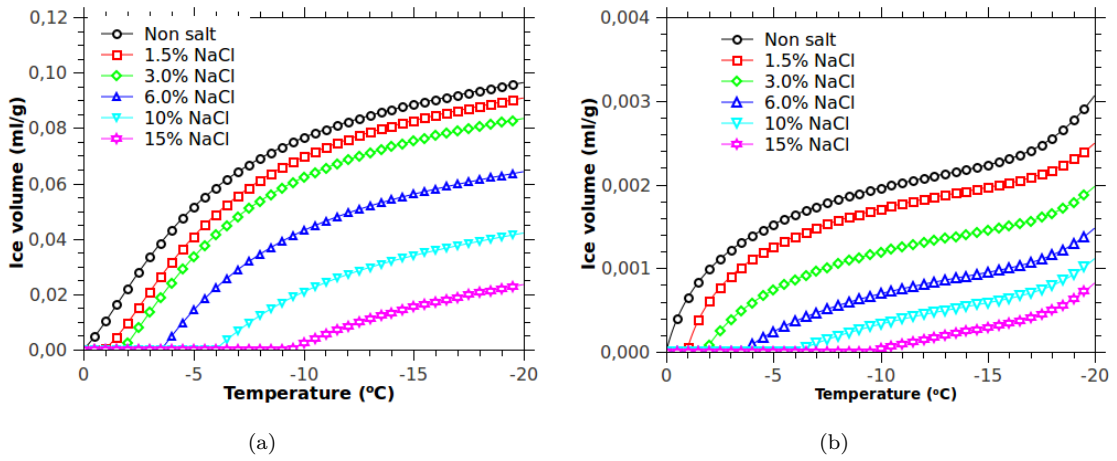 0,12
0,10
0,08
0,06
0,04
0,02
0,00
Ice volume (ml/g)
Non salt
1.5% NaCl
3.0% NaCl
6.0% NaCl
10% NaCl
15% NaCl
0 -5 -10 -15 -20
Temperature (ºC)
(a)
0,004
0,003
0,002
0,001
0,000
Ice volume (ml/g)
Non salt
1.5% NaCl
3.0% NaCl
6.0% NaCl
10% NaCl
15% NaCl
0 -5 -10 -15 -20
Temperature (ºC)
(b)